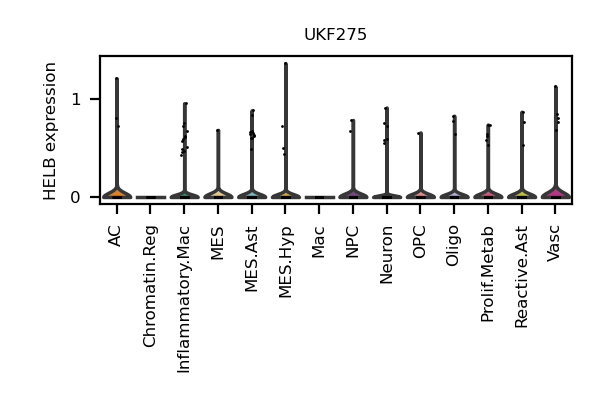 UKF275
HELB expression
1
0
AC
Chromatin.Reg
Inflammatory.Mac
MES
MES.Ast
MES.Hyp
Mac
NPC
Neuron
OPC
Oligo
Prolif.Metab
Reactive.Ast
Vasc